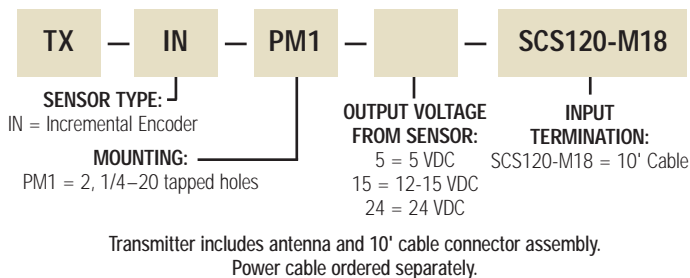 TX — IN — PM1 — — SCS120-M18
SENSOR TYPE:
IN = Incremental Encoder
MOUNTING:
PM1 = 2, 1/4–20 tapped holes
OUTPUT VOLTAGE
FROM SENSOR:
5 = 5 VDC
15 = 12-15 VDC
24 = 24 VDC
INPUT
TERMINATION:
SCS120-M18 = 10' Cable
Transmitter includes antenna and 10' cable connector assembly.
Power cable ordered separately.